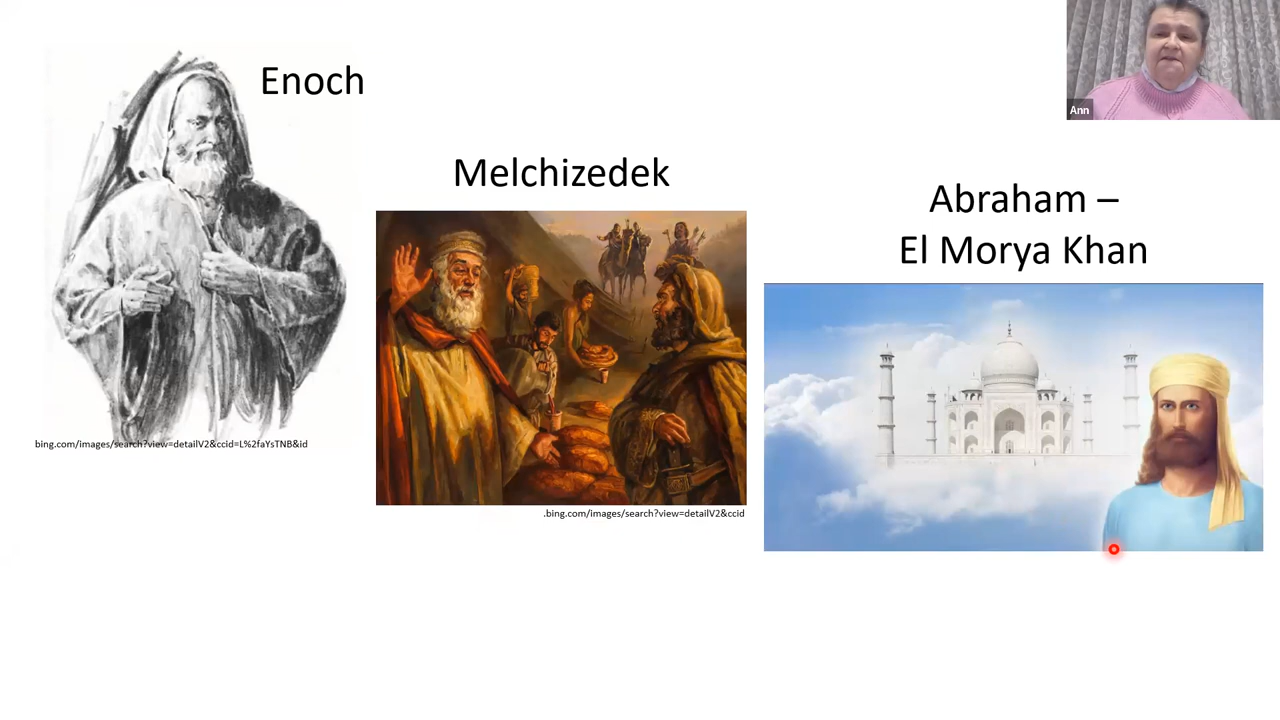 Enoch
Ann
Melchizedek
Abraham –
El Morya Khan
bing.com/images/search?view=detailV2&ccid=L%2faYsTNB&id
.bing.com/images/search?view=detailV2&ccid